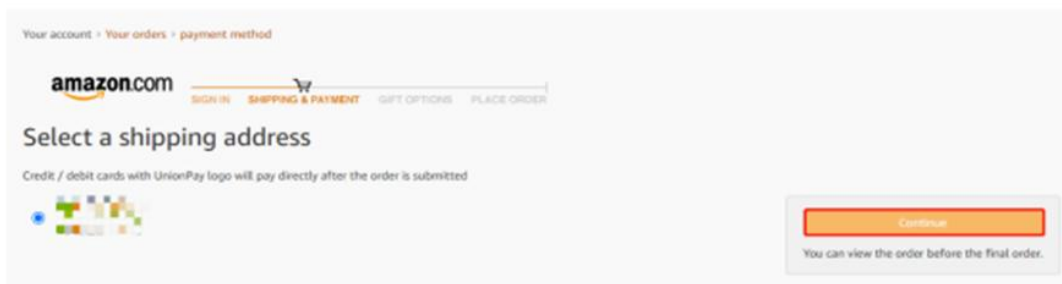 Your account › Your orders › payment method
amazon.com
SIGN IN SHIPPING & PAYMENT GIFT OPTIONS PLACE ORDER
Select a shipping address
Credit / debit cards with UnionPay logo will pay directly after the order is submitted
Continue
You can view the order before the final order.